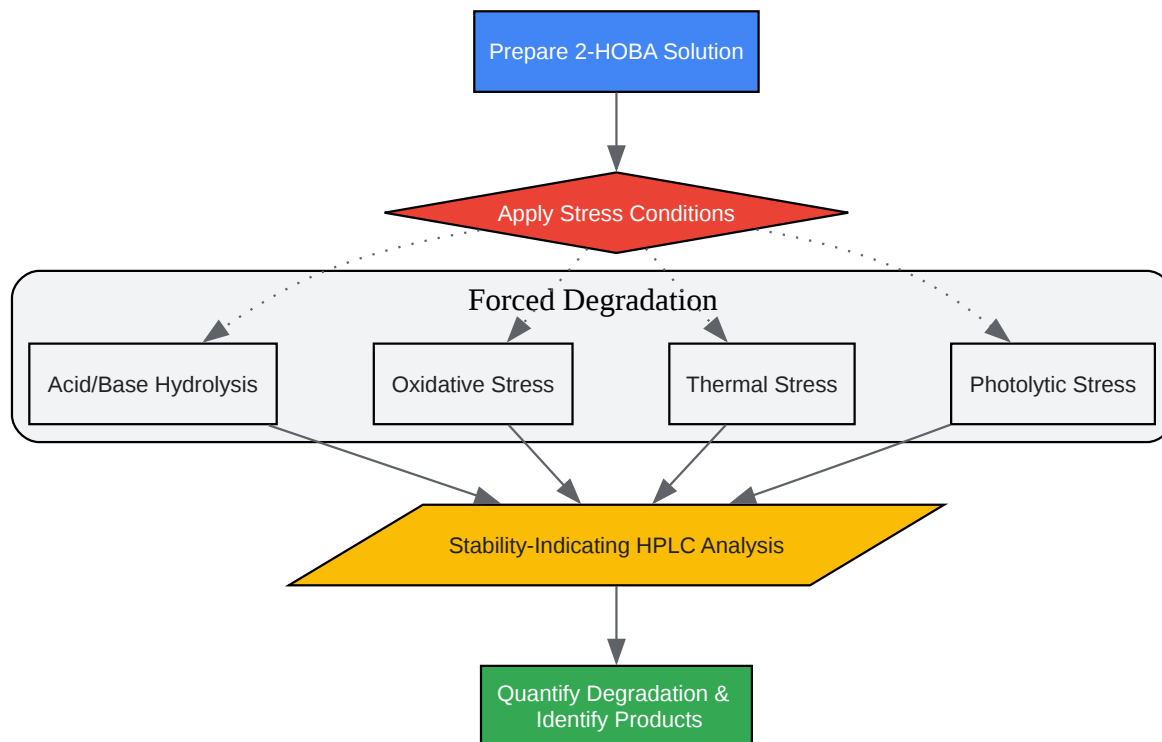 Prepare 2-HOBA Solution
Apply Stress Conditions
Forced Degradation
Acid/Base Hydrolysis
Oxidative Stress
Thermal Stress
Photolytic Stress
Stability-Indicating HPLC Analysis
Quantify Degradation &
Identify Products